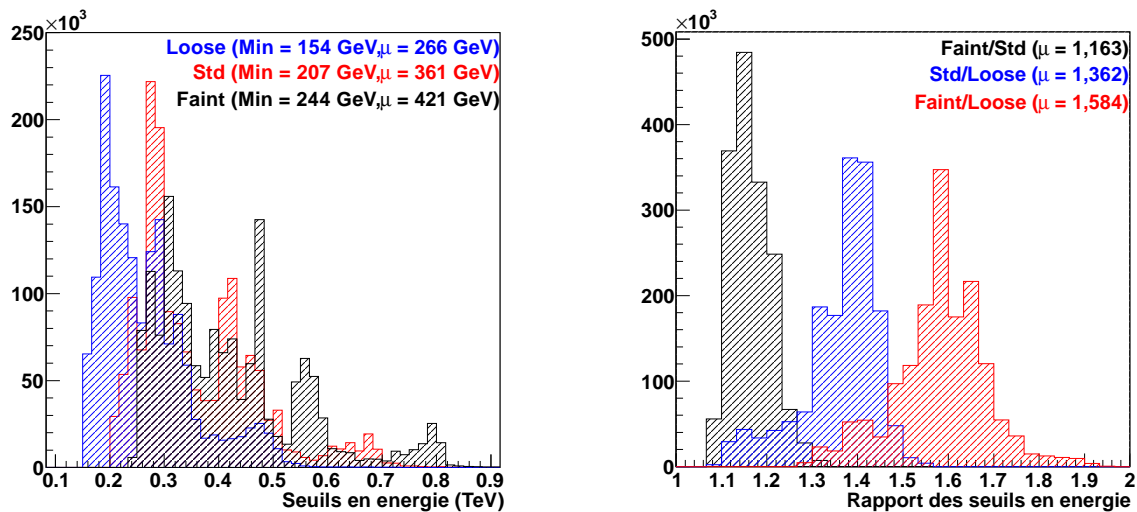 ×10³
250
200
150
100
50
0
0.1 0.2 0.3 0.4 0.5 0.6 0.7 0.8 0.9
Seuils en energie (TeV)
Loose (Min = 154 GeV,μ = 266 GeV)
Std (Min = 207 GeV,μ = 361 GeV)
Faint (Min = 244 GeV,μ = 421 GeV)
×10³
500
400
300
200
100
0
1 1.1 1.2 1.3 1.4 1.5 1.6 1.7 1.8 1.9 2
Rapport des seuils en energie
Faint/Std (μ = 1,163)
Std/Loose (μ = 1,362)
Faint/Loose (μ = 1,584)